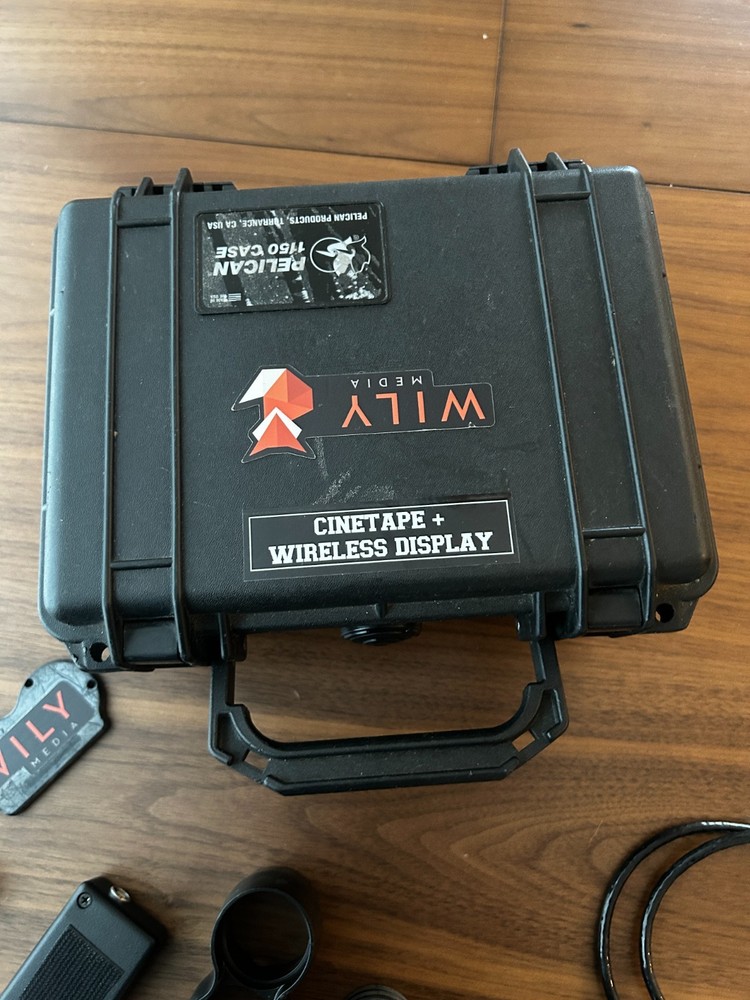 PELICAN PRODUCTS, TORRANCE, CA USA
PELICAN
1150 CASE
WILY
MEDIA
CINETAPE +
WIRELESS DISPLAY
WILY
MEDIA